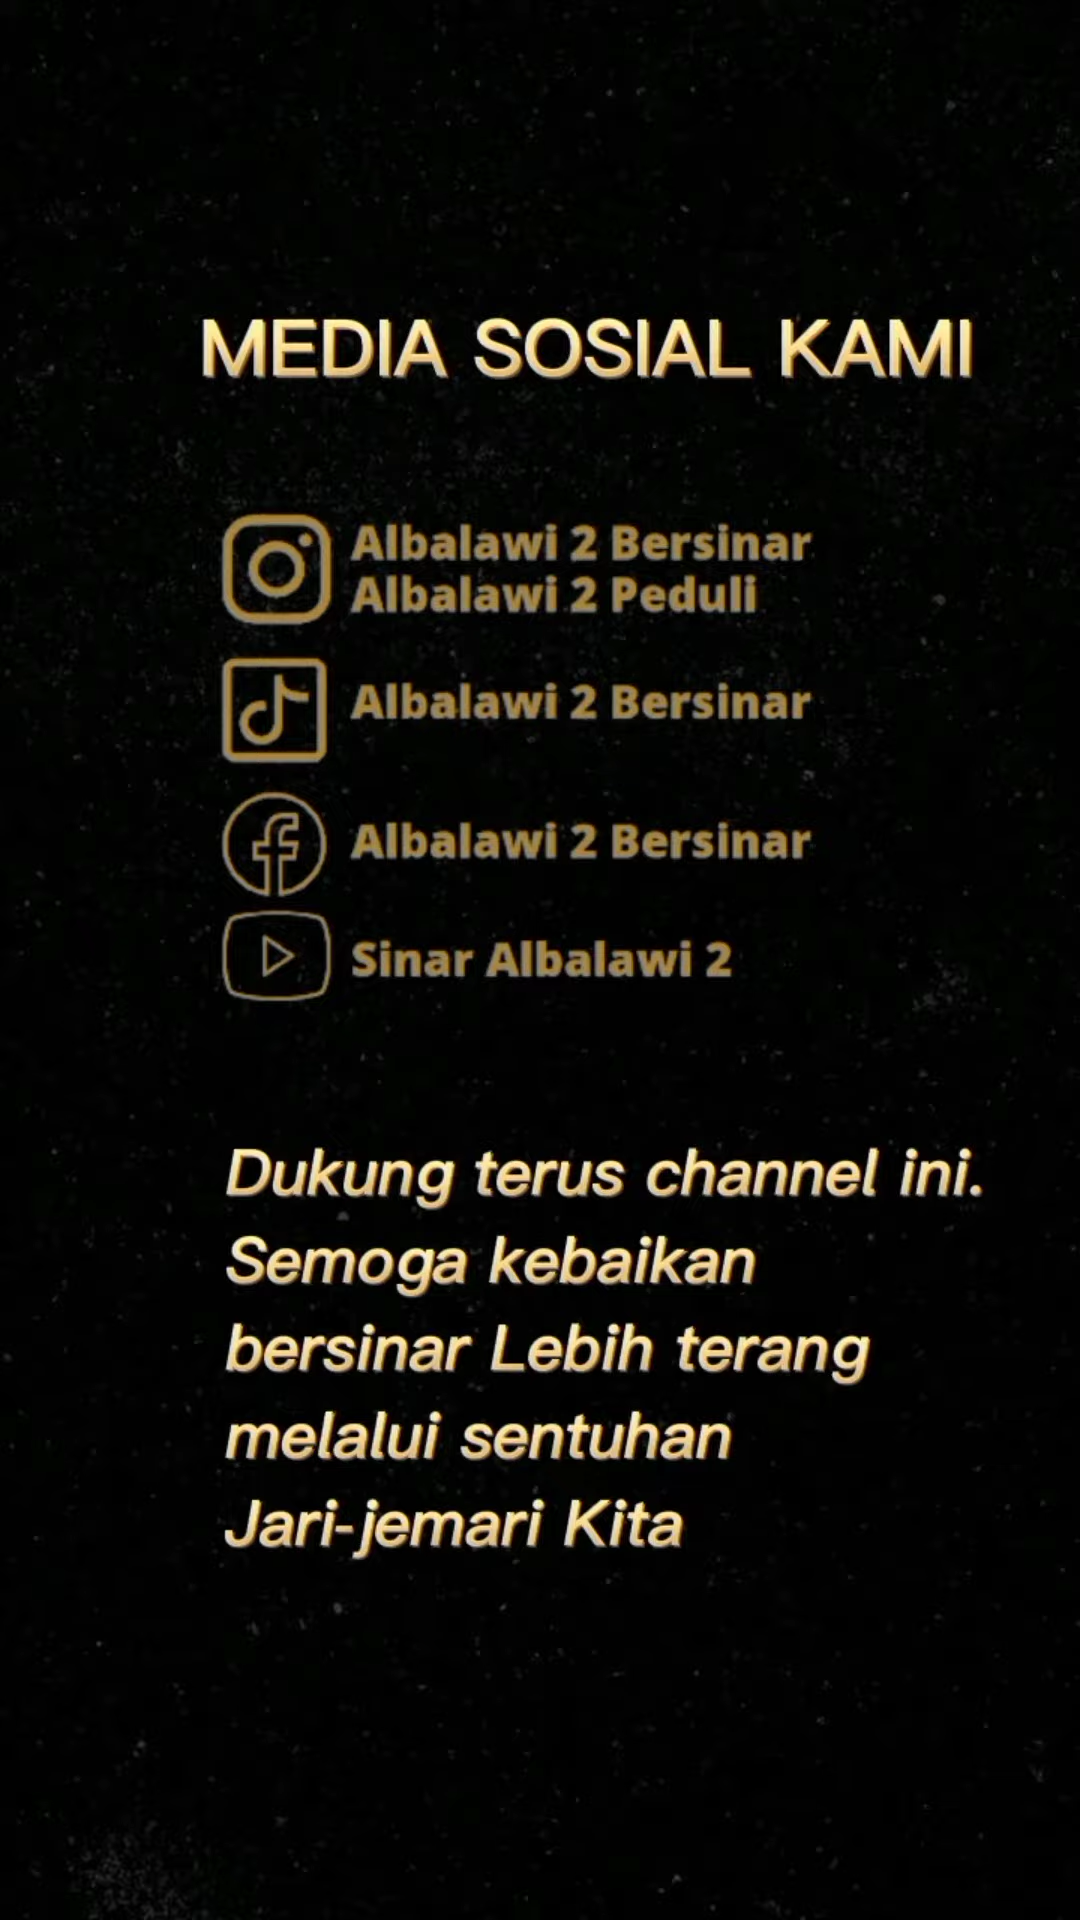 MEDIA SOSIAL KAMI
Albalawi 2 Bersinar
Albalawi 2 Peduli
Albalawi 2 Bersinar
Albalawi 2 Bersinar
Sinar Albalawi 2
Dukung terus channel ini.
Semoga kebaikan
bersinar Lebih terang
melalui sentuhan
Jari-jemari Kita